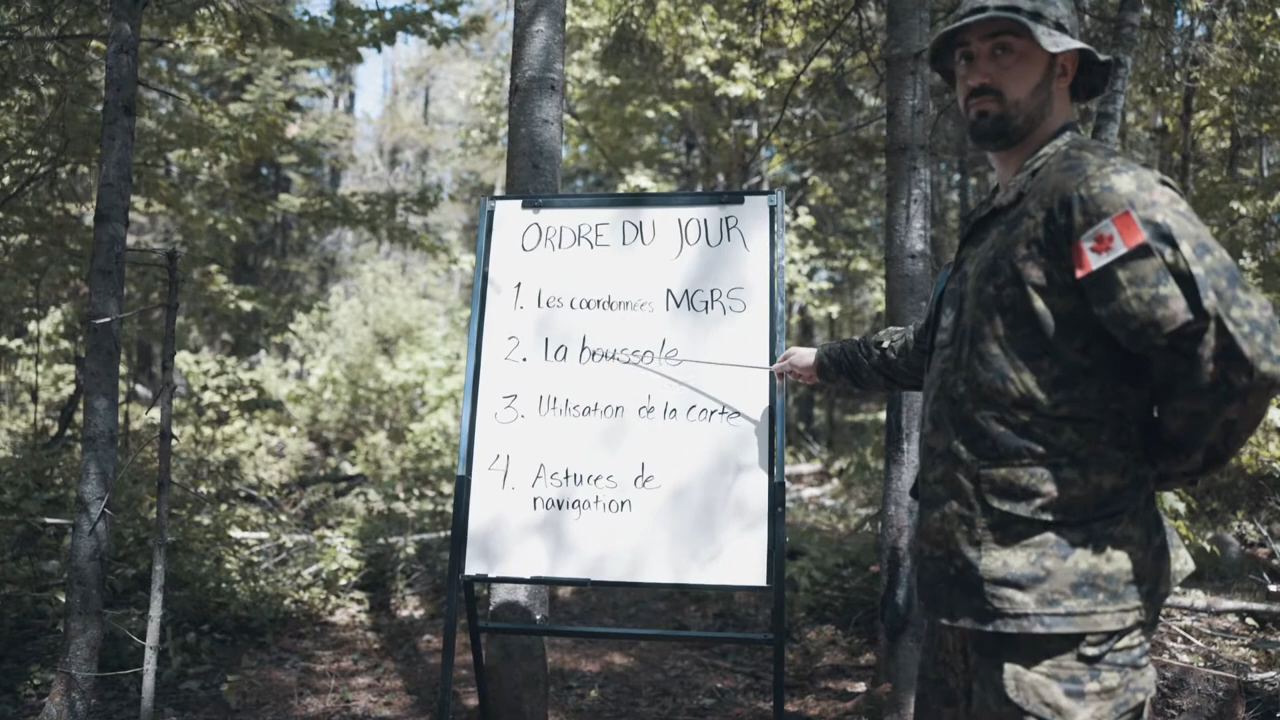 ORDRE DU JOUR
1. Les coordonnées MGRS
2. La boussole
3. Utilisation de la carte
4. Astuces de
navigation